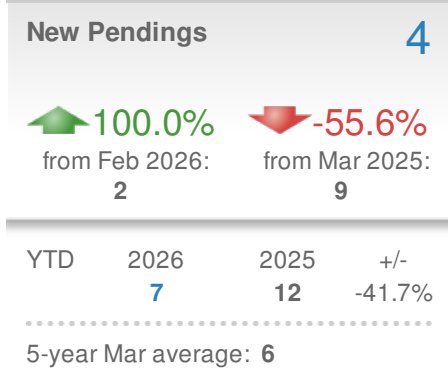 New Pendings 4
100.0% -55.6%
from Feb 2026: from Mar 2025:
2 9
YTD 2026 2025 +/-
7 12 -41.7%
5-year Mar average: 6